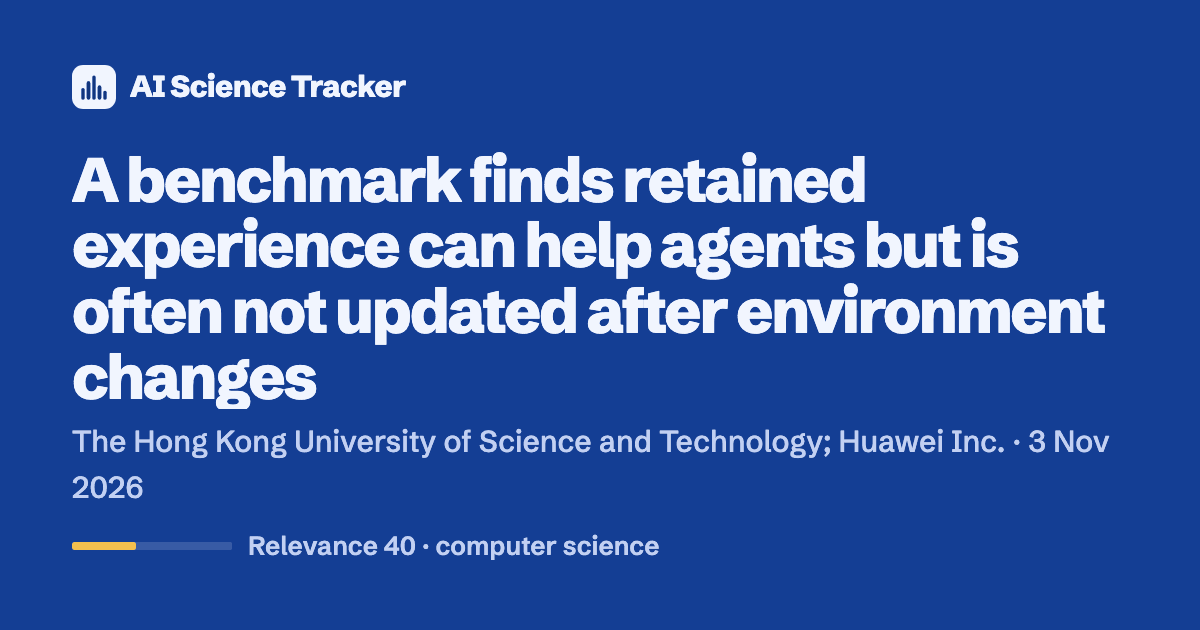 AI Science Tracker
A benchmark finds retained
experience can help agents but is
often not updated after environment
changes
The Hong Kong University of Science and Technology; Huawei Inc. · 3 Nov
2026
Relevance 40 · computer science